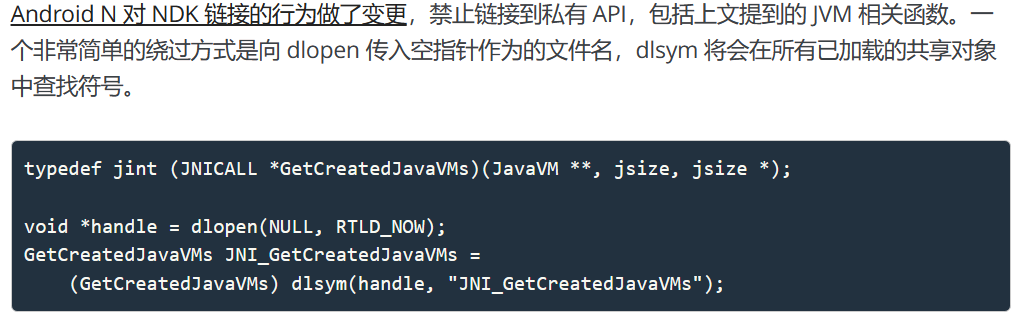 Android N 对 NDK 链接的行为做了变更，禁止链接到私有 API，包括上文提到的 JVM 相关函数。一
个非常简单的绕过方式是向 dlopen 传入空指针作为的文件名，dlsym 将会在所有已加载的共享对象
中查找符号。
typedef jint (JNICALL *GetCreatedJavaVMs)(JavaVM **, jsize, jsize *);
void *handle = dlopen(NULL, RTLD_NOW);
GetCreatedJavaVMs JNI_GetCreatedJavaVMs =
    (GetCreatedJavaVMs) dlsym(handle, "JNI_GetCreatedJavaVMs");